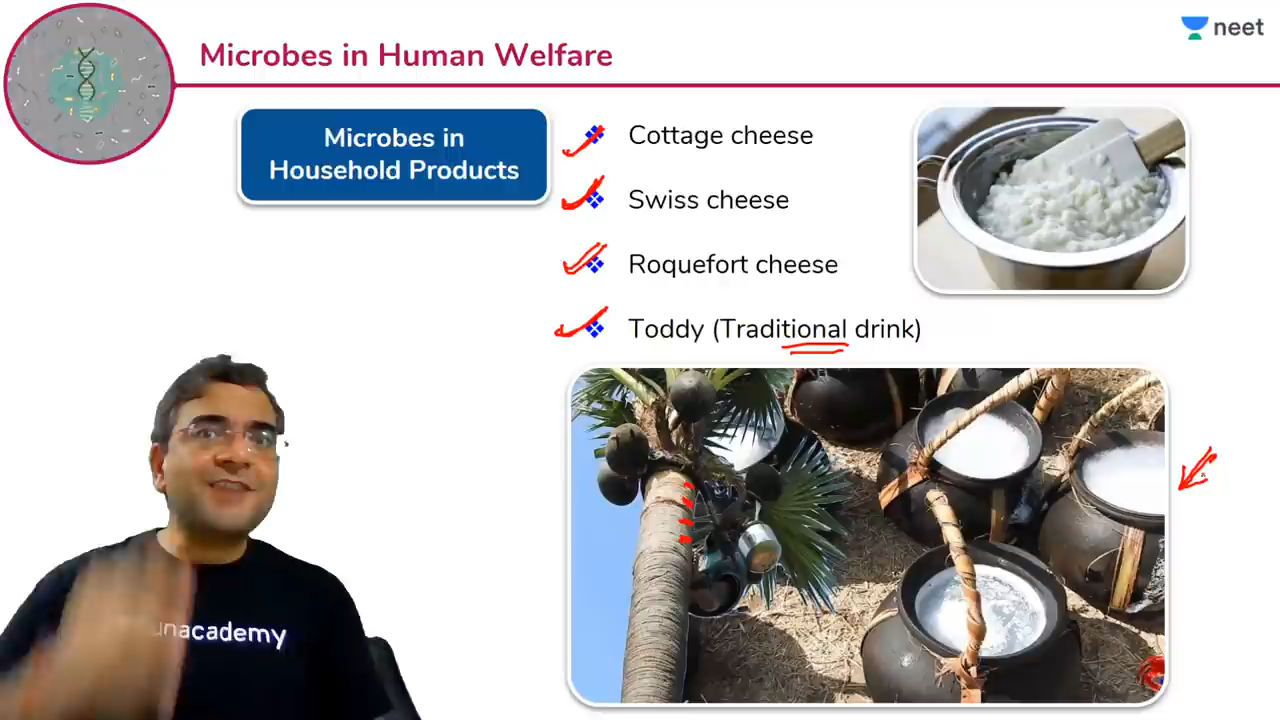 neet
Microbes in Human Welfare
Microbes in
Household Products
Cottage cheese
Swiss cheese
Roquefort cheese
Toddy (Traditional drink)
unacademy